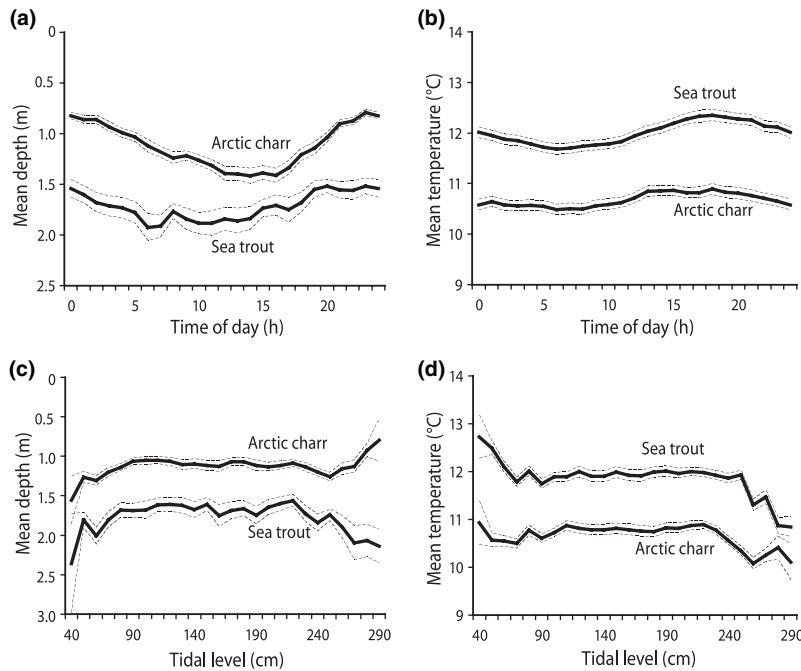 (a)
0
0.5
1.0
1.5
2.0
2.5
Mean depth (m)
Arctic charr
Sea trout
0 5 10 15 20
Time of day (h)
(b)
14
13
12
11
10
9
Mean temperature (°C)
Sea trout
Arctic charr
0 5 10 15 20
Time of day (h)
(c)
0
0.5
1.0
1.5
2.0
2.5
3.0
Mean depth (m)
Arctic charr
Sea trout
40 90 140 190 240 290
Tidal level (cm)
(d)
14
13
12
11
10
9
Mean temperature (°C)
Sea trout
Arctic charr
40 90 140 190 240 290
Tidal level (cm)